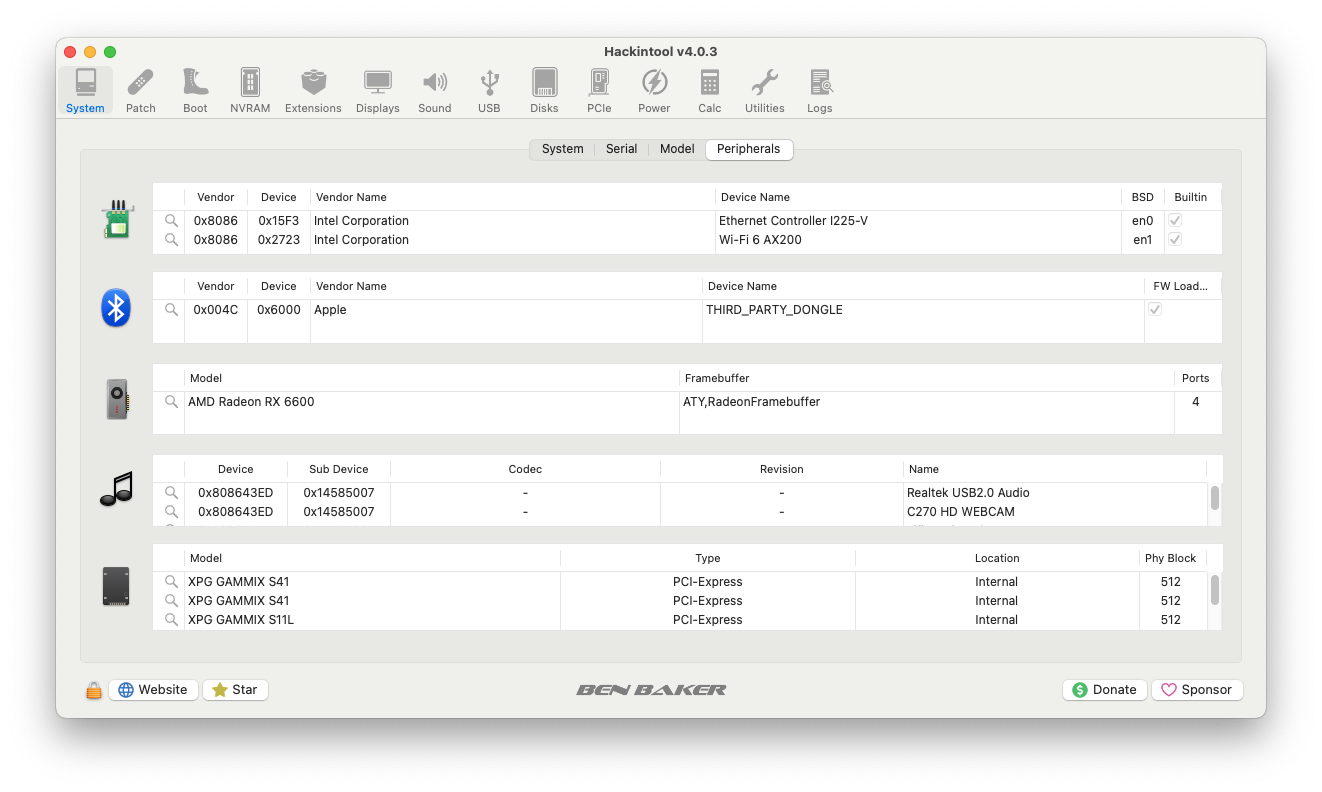 Hackintool v4.0.3
System Patch Boot NVRAM Extensions Displays Sound USB Disks PCIe Power Calc Utilities Logs
System Serial Model Peripherals
Vendor Device Vendor Name Device Name BSD Builtin
0x8086 0x15F3 Intel Corporation Ethernet Controller I225-V en0
0x8086 0x2723 Intel Corporation Wi-Fi 6 AX200 en1
Vendor Device Vendor Name Device Name FW Load...
0x004C 0x6000 Apple THIRD_PARTY_DONGLE
Model Framebuffer Ports
AMD Radeon RX 6600 ATY,RadeonFramebuffer 4
Device Sub Device Codec Revision Name
0x808643ED 0x14585007 - - Realtek USB2.0 Audio
0x808643ED 0x14585007 - - C270 HD WEBCAM
Model Type Location Phy Block
XPG GAMMIX S41 PCI-Express Internal 512
XPG GAMMIX S41 PCI-Express Internal 512
XPG GAMMIX S11L PCI-Express Internal 512
Website Star BEN BAKER Donate Sponsor